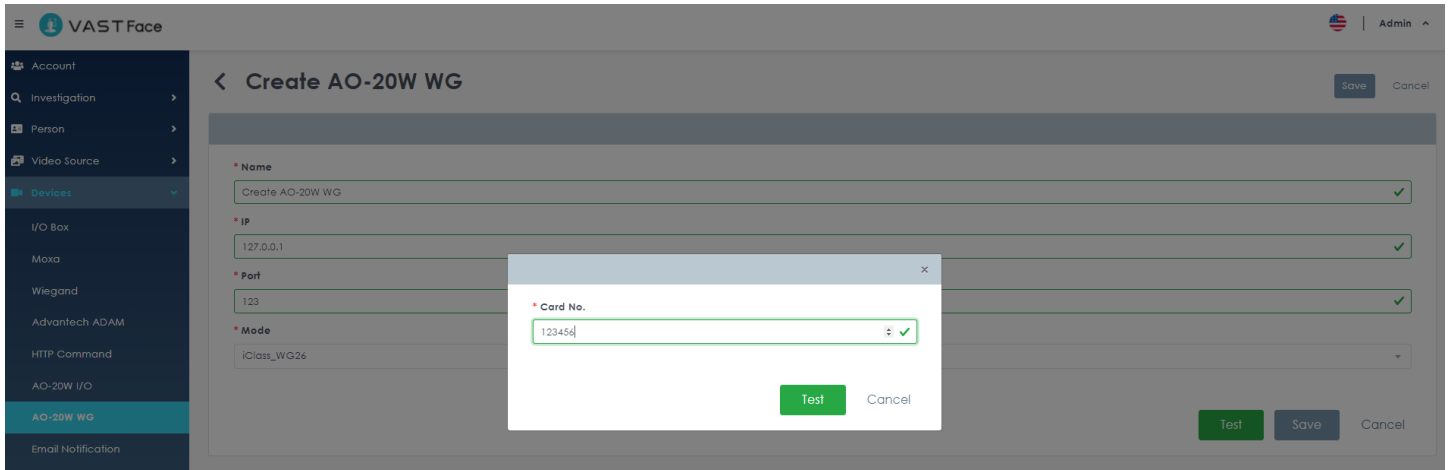 VAST Face
Admin
Account
Investigation
Person
Video Source
Devices
I/O Box
Moxa
Wiegand
Advantech ADAM
HTTP Command
AO-20W I/O
AO-20W WG
Email Notification
Create AO-20W WG
Save Cancel
* Name
Create AO-20W WG
* IP
127.0.0.1
* Port
123
* Mode
iClass_WG26
Test Save Cancel
×
* Card No.
123456
Test Cancel